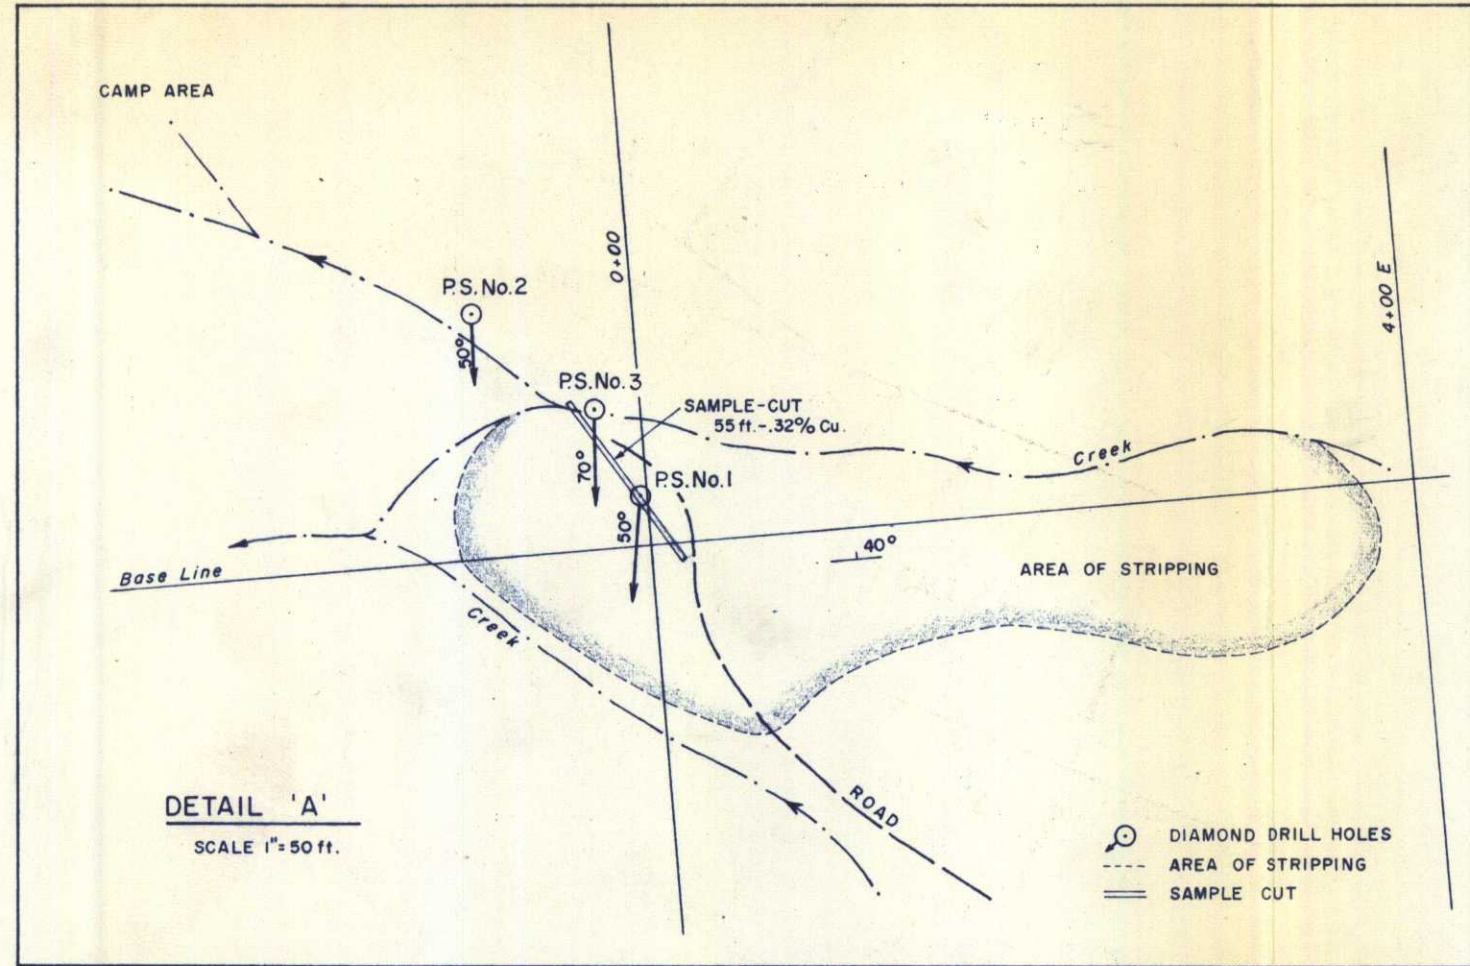 CAMP AREA
0+00
4+00 E
P.S. No. 2
50°
P.S. No. 3
SAMPLE-CUT
55 ft. - .32% Cu.
70°
Creek
P.S. No. 1
50°
40°
Base Line
AREA OF STRIPPING
Creek
ROAD
DETAIL 'A'
SCALE 1" = 50 ft.
DIAMOND DRILL HOLES
AREA OF STRIPPING
SAMPLE CUT